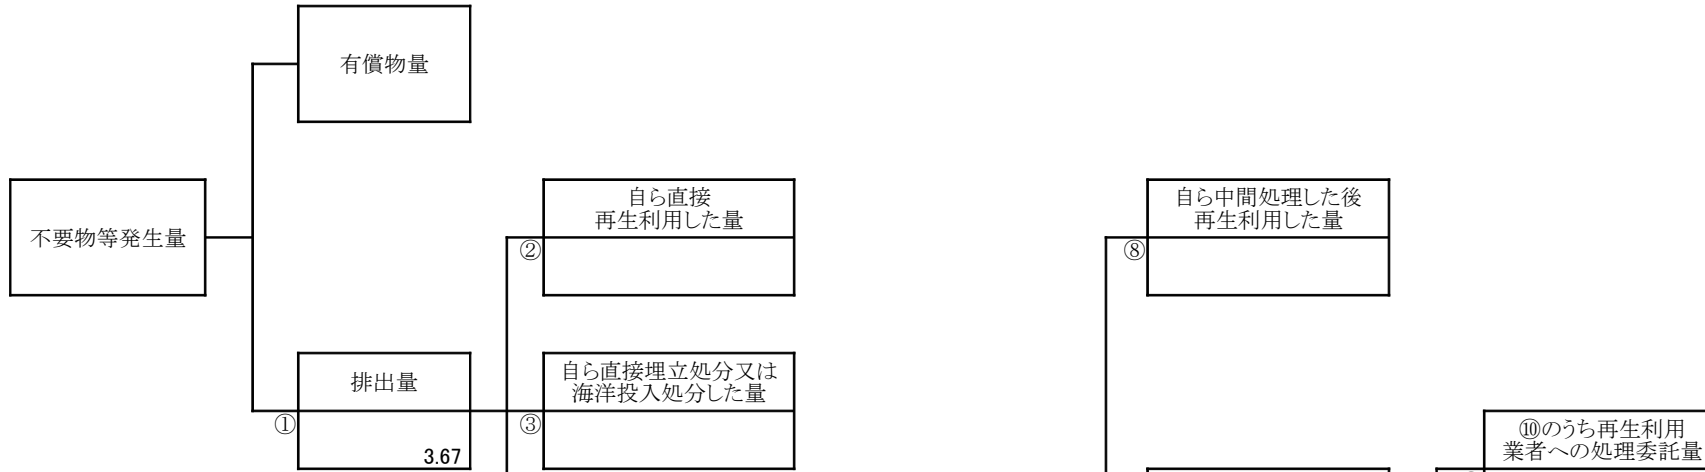 有償物量
不要物等発生量
自ら直接
再生利用した量
②
自ら中間処理した後
再生利用した量
⑧
排出量
①
3.67
自ら直接埋立処分又は
海洋投入処分した量
③
⑩のうち再生利用
業者への処理委託量